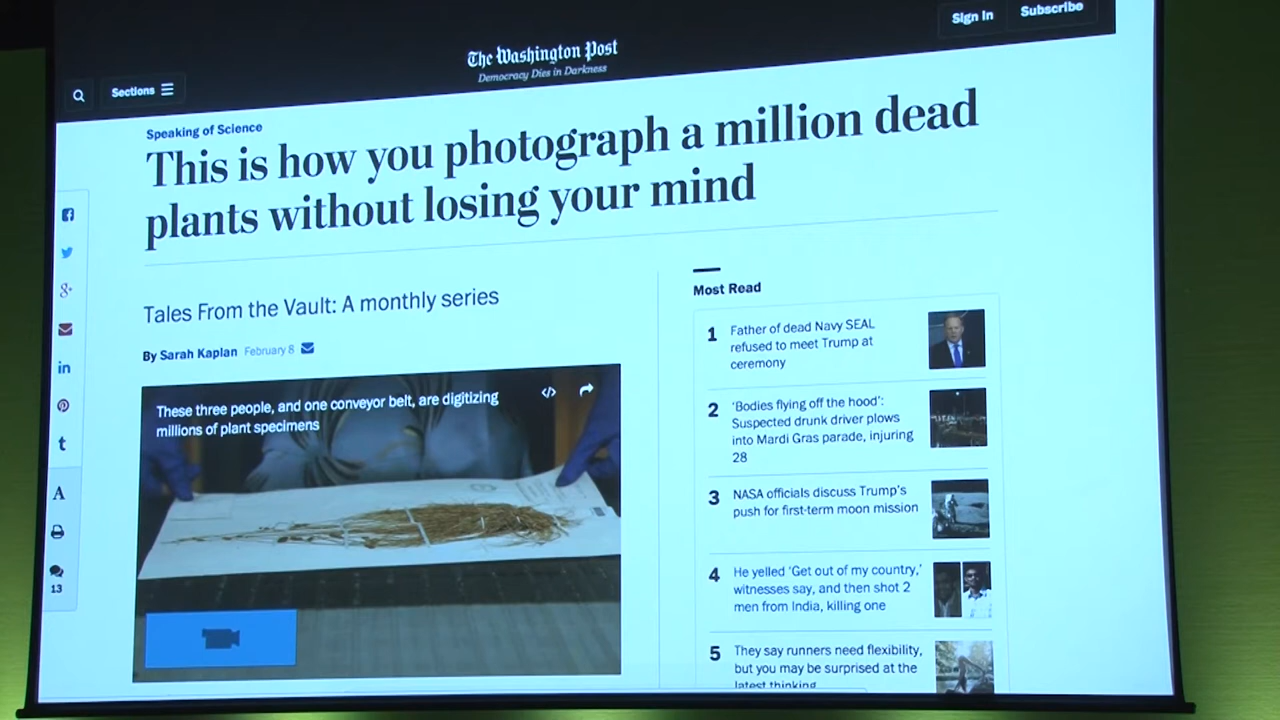 Sign In
Subscribe
The Washington Post
Democracy Dies in Darkness
Sections
Speaking of Science
This is how you photograph a million dead
plants without losing your mind
Tales From the Vault: A monthly series
By Sarah Kaplan February 8
These three people, and one conveyor belt, are digitizing
millions of plant specimens
A
13
Most Read
1 Father of dead Navy SEAL
refused to meet Trump at
ceremony
2 'Bodies flying off the hood':
Suspected drunk driver plows
into Mardi Gras parade, injuring
28
3 NASA officials discuss Trump's
push for first-term moon mission
4 He yelled 'Get out of my country,'
witnesses say, and then shot 2
men from India, killing one
5 They say runners need flexibility,
but you may be surprised at the
latest thinking